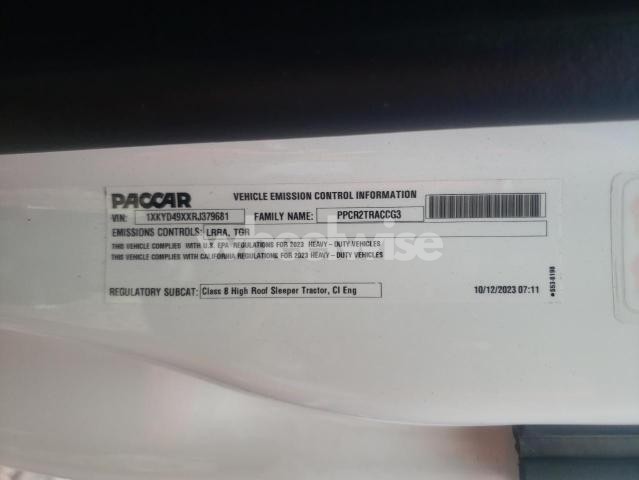 PACCAR VEHICLE EMISSION CONTROL INFORMATION
VIN: 1XKYD49XXRJ379681 FAMILY NAME: PPCR2TRACCG3
EMISSIONS CONTROLS: LRRA, TGR
THIS VEHICLE COMPLIES WITH U.S. EPA REGULATIONS FOR 2023 HEAVY-DUTY VEHICLES
THIS VEHICLE COMPLIES WITH CALIFORNIA REGULATIONS FOR 2023 HEAVY-DUTY VEHICLES
REGULATORY SUBCAT: Class 8 High Roof Sleeper Tractor, CI Eng
10/12/2023 07:11
S53-6198